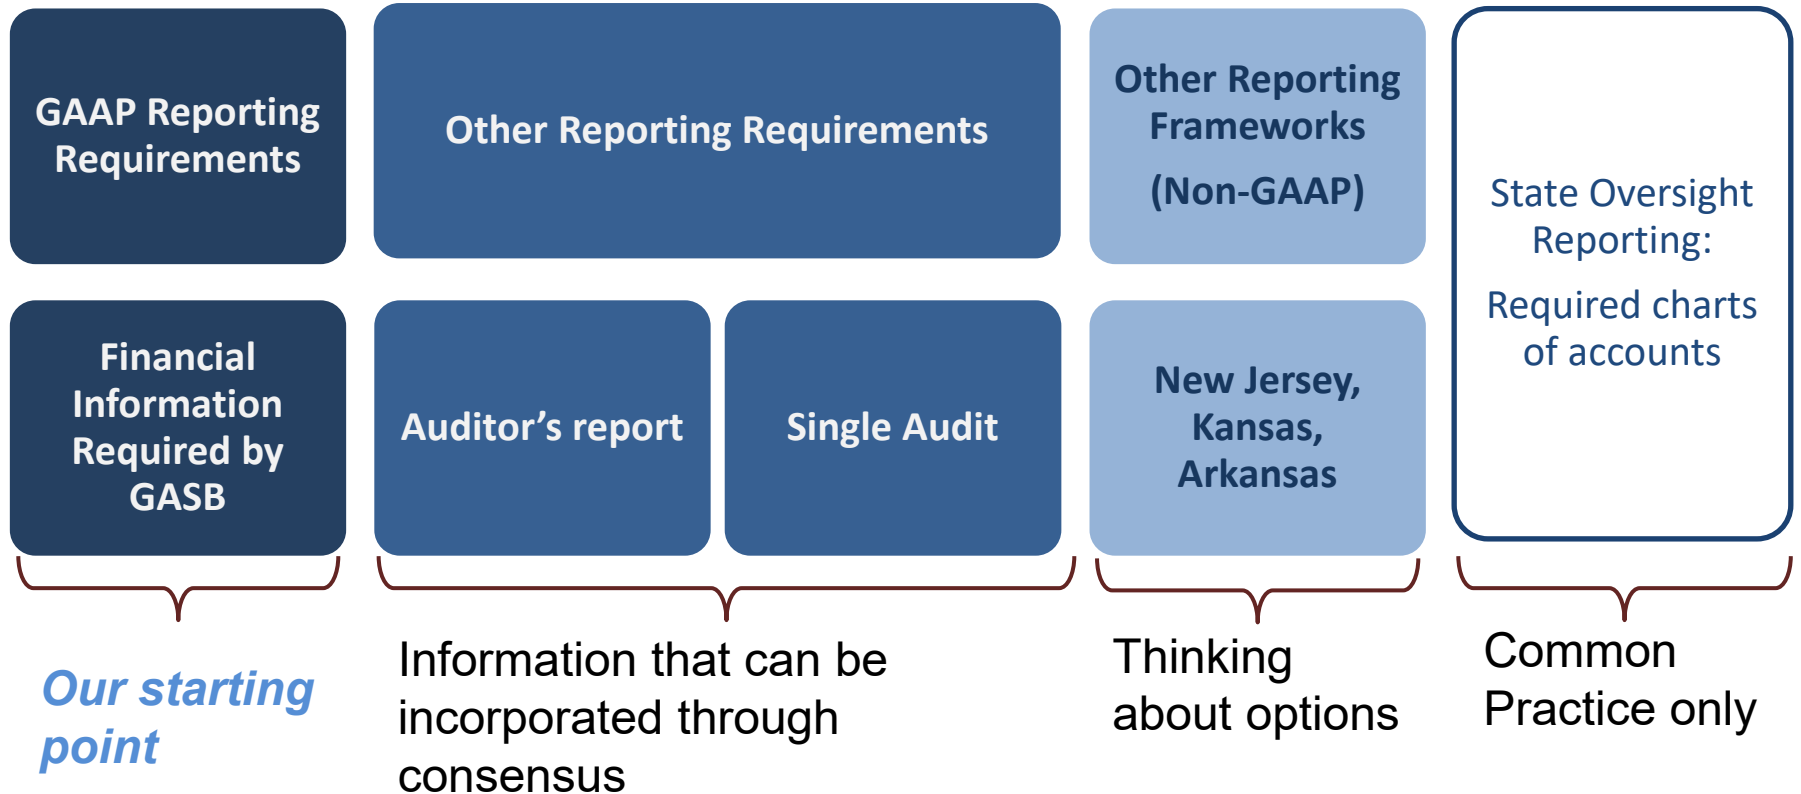 GAAP Reporting
Requirements
Other Reporting Requirements
Other Reporting
Frameworks
(Non-GAAP)
State Oversight
Reporting:
Required charts
of accounts
Financial
Information
Required by
GASB
Auditor’s report
Single Audit
New Jersey,
Kansas,
Arkansas
Our starting
point
Information that can be
incorporated through
consensus
Thinking
about options
Common
Practice only